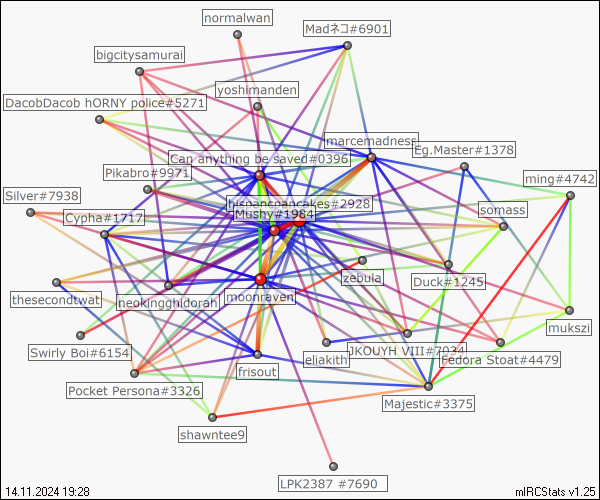 normalwan
Madネコ#6901
bigcitysamurai
yoshimanden
DacobDacob hORNY police#5271
marcemadness
Eg.Master#1378
Can anything be saved#0396
Pikabro#9971
ming#4742
Silver#7938
hispancpancakes#2928
somass
Cypha#1717
Mushy#1984
zebula
Duck#1245
thesecondtwat
neokingghidorah
moonraven
mukszi
Swirly Boi#6154
eliakith
JKOUYH VIII#7034
Fedora Stoat#4479
frisout
Pocket Persona#3326
Majestic#3375
shawntee9
LPK2387 #7690
14.11.2024 19:28
mIRCStats v1.25